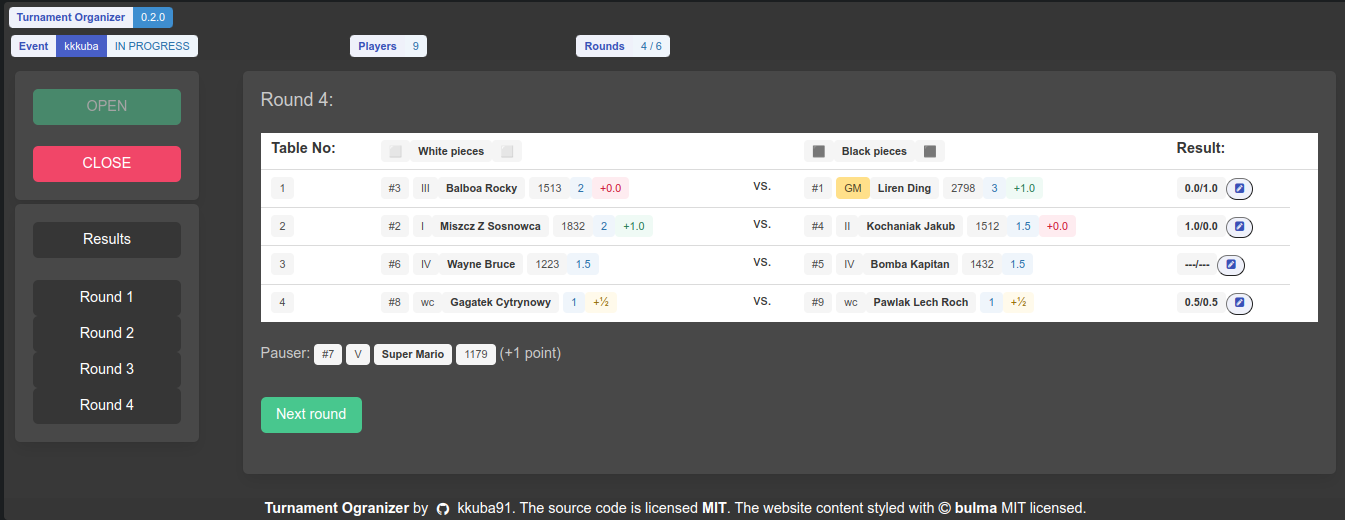 Turnament Organizer 0.2.0
Event kkkuba IN PROGRESS Players 9 Rounds 4 / 6
OPEN
CLOSE
Results
Round 1
Round 2
Round 3
Round 4
Round 4:
Table No: White pieces Black pieces Result:
1 #3 III Balboa Rocky 1513 2 +0.0 vs. #1 GM Liren Ding 2798 3 +1.0 0.0/1.0
2 #2 I Miszcz Z Sosnowca 1832 2 +1.0 vs. #4 II Kochaniak Jakub 1512 1.5 +0.0 1.0/0.0
3 #6 IV Wayne Bruce 1223 1.5 vs. #5 IV Bomba Kapitan 1432 1.5 ---/---
4 #8 wc Gagatek Cytrynowy 1 +½ vs. #9 wc Pawlak Lech Roch 1 +½ 0.5/0.5
Pauser: #7 V Super Mario 1179 (+1 point)
Next round
Turnament Ogranizer by kkuba91. The source code is licensed MIT. The website content styled with © bulma MIT licensed.